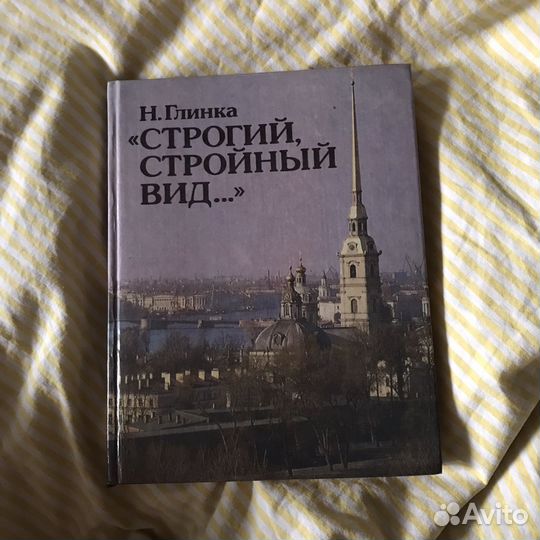 Н. Глинка
«СТРОГИЙ,
СТРОЙНЫЙ
ВИД...»
Avito